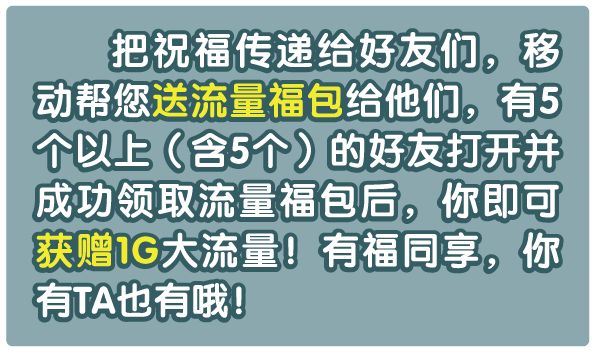 把祝福传递给好友们，移
动帮您送流量福包给他们，有5
个以上（含5个）的好友打开并
成功领取流量福包后，你即可
获赠1G大流量！有福同享，你
有TA也有哦！